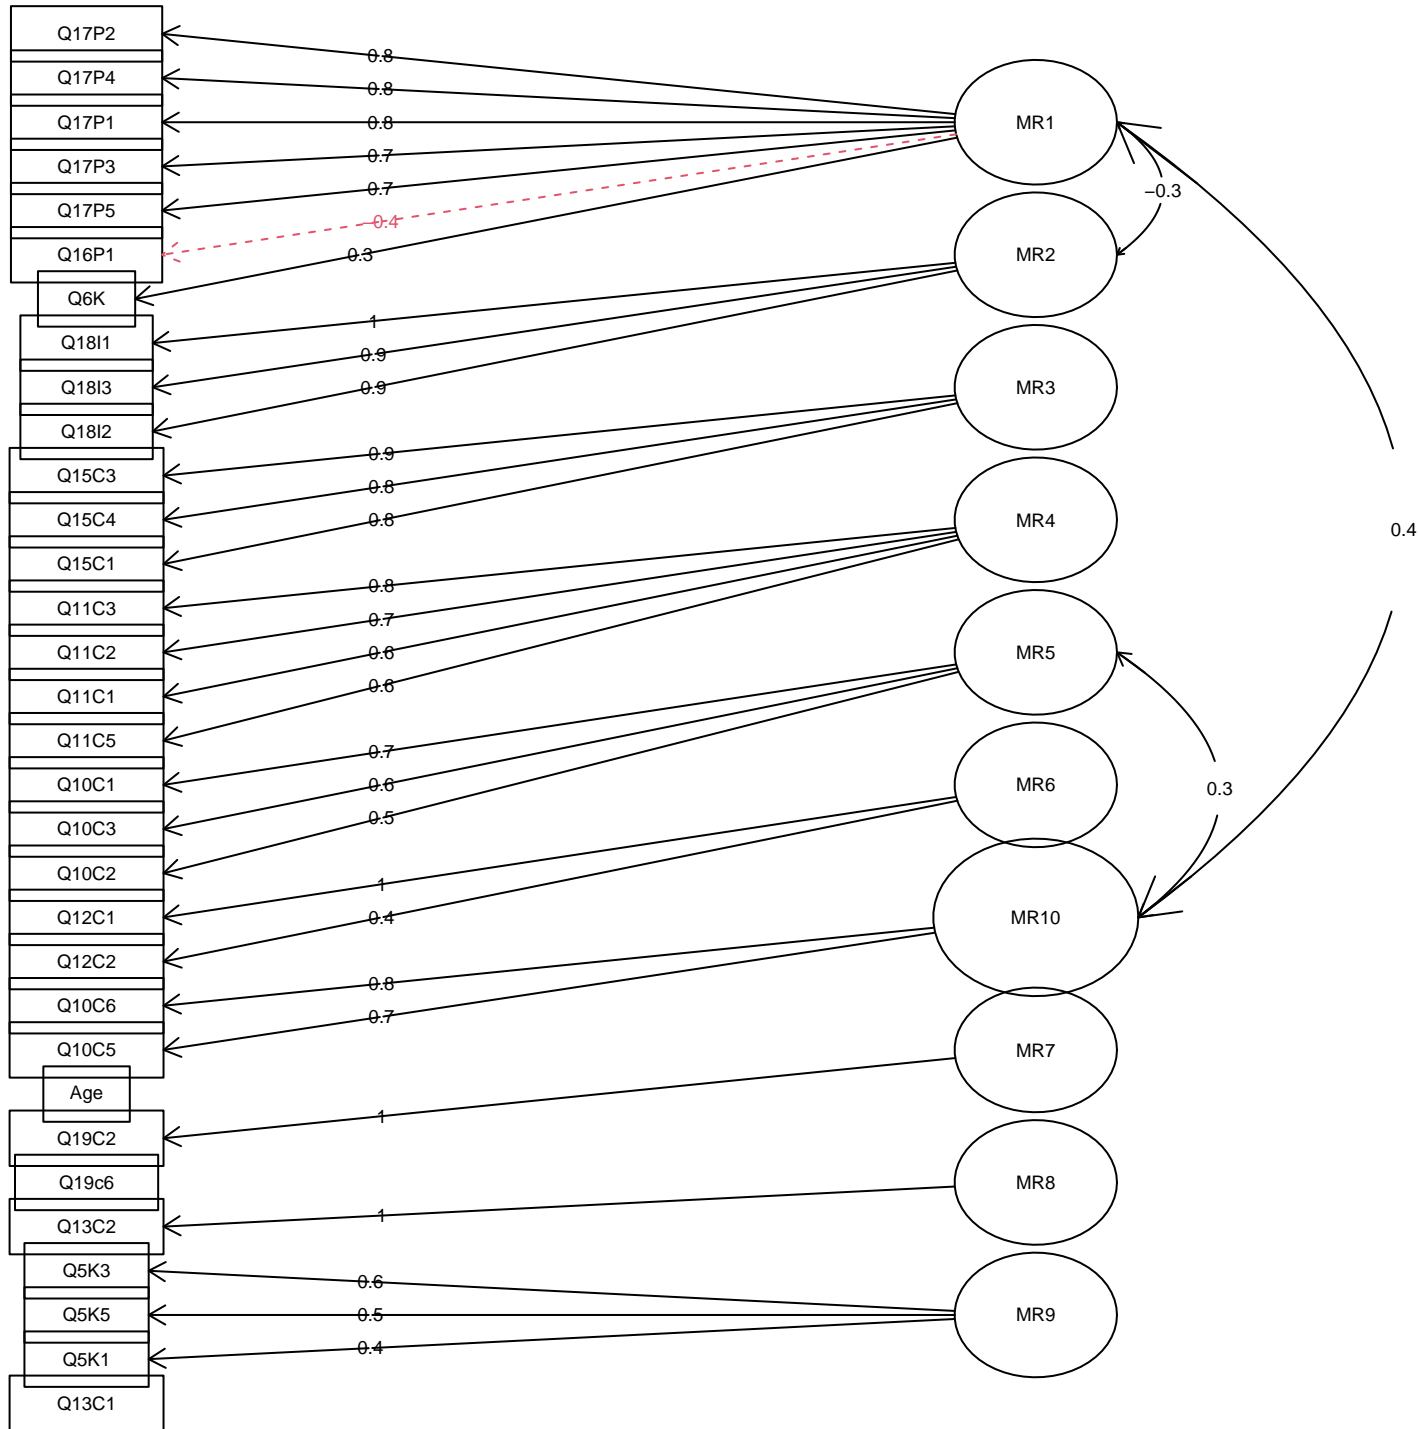 Q17P2
Q17P4
Q17P1
Q17P3
Q17P5
Q16P1
Q6K
Q18I1
Q18I3
Q18I2
Q15C3
Q15C4
Q15C1
Q11C3
Q11C2
Q11C1
Q11C5
Q10C1
Q10C3
Q10C2
Q12C1
Q12C2
Q10C6
Q10C5
Age
Q19C2
Q19c6
Q13C2
Q5K3
Q5K5
Q5K1
Q13C1
0.8
0.8
0.8
0.7
0.7
−0.4
0.3
1
0.9
0.9
0.9
0.8
0.8
0.8
0.7
0.6
0.6
0.7
0.6
0.5
1
0.4
0.8
0.7
1
1
0.6
0.5
0.4
MR1
MR2
MR3
MR4
MR5
MR6
MR10
MR7
MR8
MR9
−0.3
0.4
0.3